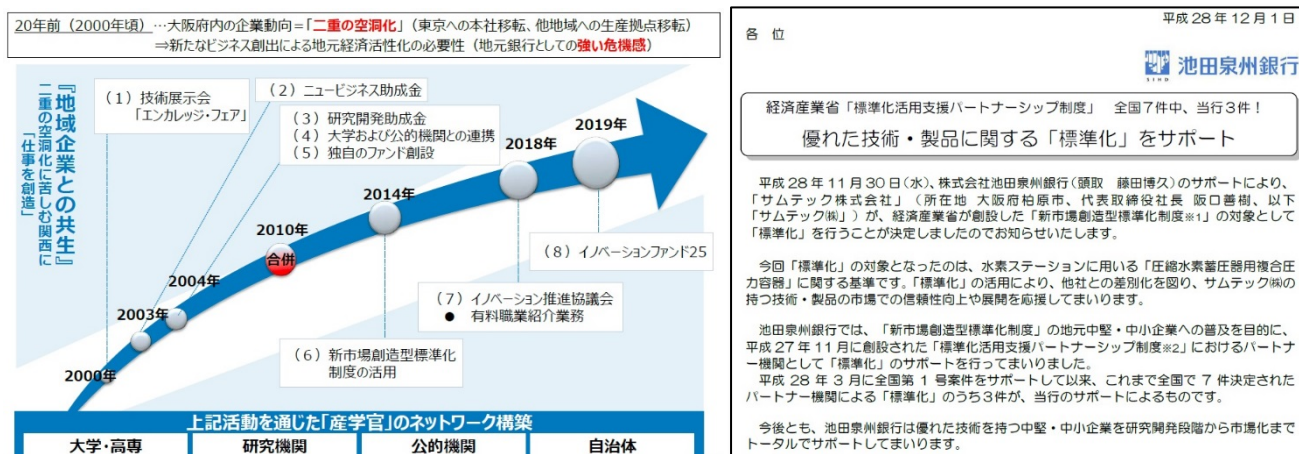 20年前（2000年頃）…大阪府内の企業動向＝「二重の空洞化」（東京への本社移転、他地域への生産拠点移転）
⇒新たなビジネス創出による地元経済活性化の必要性（地元銀行としての強い危機感）
『地域企業との共生』
二重の空洞化に苦しむ関西に
「仕事を創造」
（1）技術展示会
「エンカレッジ・フェア」
（2）ニュービジネス助成金
（3）研究開発助成金
（4）大学および公的機関との連携
（5）独自のファンド創設
2000年
2003年
2004年
2010年
合併
2014年
2018年
2019年
（6）新市場創造型標準化
制度の活用
（7）イノベーション推進協議会
● 有料職業紹介業務
（8）イノベーションファンド25
上記活動を通じた「産学官」のネットワーク構築
大学・高専 研究機関 公的機関 自治体
平成28年12月1日
各 位
池田泉州銀行
経済産業省「標準化活用支援パートナーシップ制度」 全国7件中、当行3件！
優れた技術・製品に関する「標準化」をサポート
平成28年11月30日（水）、株式会社池田泉州銀行（頭取 藤田博久）のサポートにより、
「サムテック株式会社」（所在地 大阪府柏原市、代表取締役社長 阪口善樹、以下
「サムテック㈱」）が、経済産業省が創設した「新市場創造型標準化制度※1」の対象として
「標準化」を行うことが決定しましたのでお知らせいたします。
今回「標準化」の対象となったのは、水素ステーションに用いる「圧縮水素蓄圧器用複合圧
力容器」に関する基準です。「標準化」の活用により、他社との差別化を図り、サムテック㈱の
持つ技術・製品の市場での信頼性向上や展開を応援してまいります。
池田泉州銀行では、「新市場創造型標準化制度」の地元中堅・中小企業への普及を目的に、
平成27年11月に創設された「標準化活用支援パートナーシップ制度※2」におけるパートナ
ー機関として「標準化」のサポートを行ってまいりました。
平成28年3月に全国第1号案件をサポートして以来、これまで全国で7件決定された
パートナー機関による「標準化」のうち3件が、当行のサポートによるものです。
今後とも、池田泉州銀行は優れた技術を持つ中堅・中小企業を研究開発段階から市場化まで
トータルでサポートしてまいります。